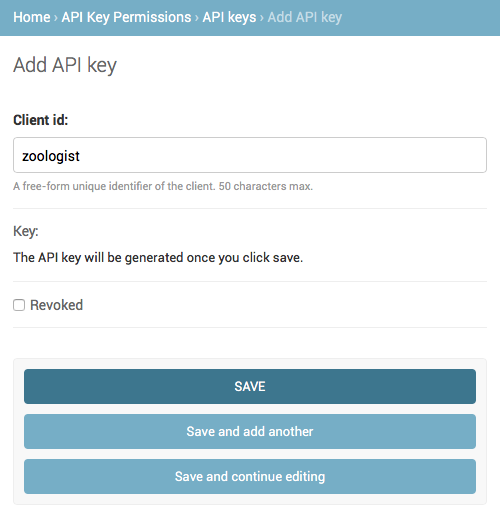 Home › API Key Permissions › API keys › Add API key
Add API key
Client id:
zoologist
A free-form unique identifier of the client. 50 characters max.
Key:
The API key will be generated once you click save.
Revoked
SAVE
Save and add another
Save and continue editing